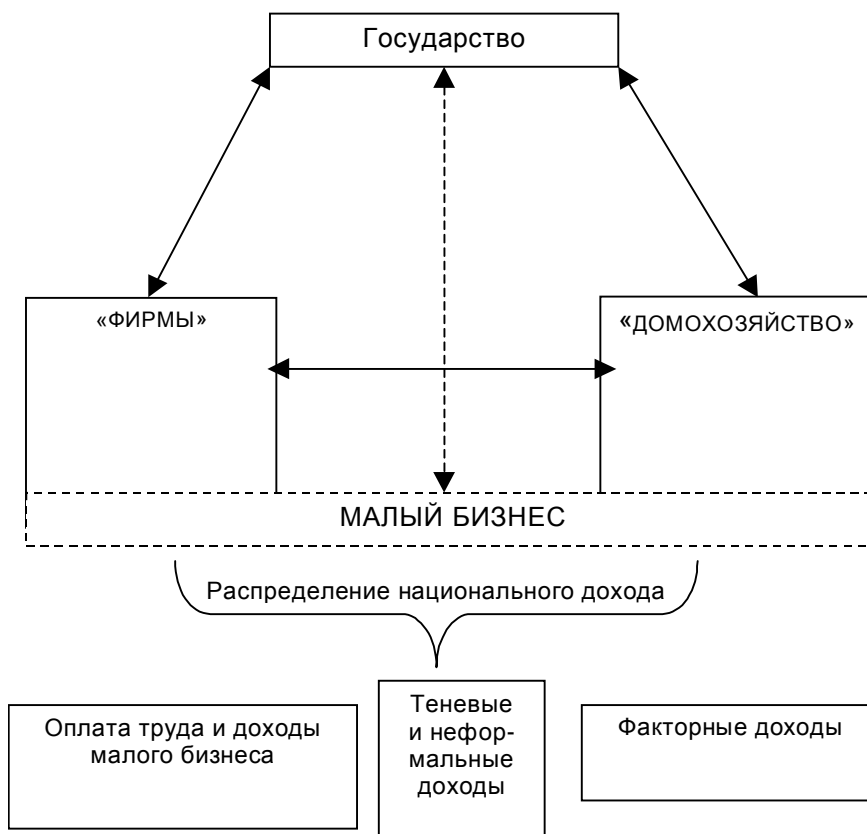 Государство
«ФИРМЫ»
«ДОМОХОЗЯЙСТВО»
МАЛЫЙ БИЗНЕС
Распределение национального дохода
Оплата труда и доходы
малого бизнеса
Теневые
и нефор-
мальные
доходы
Факторные доходы